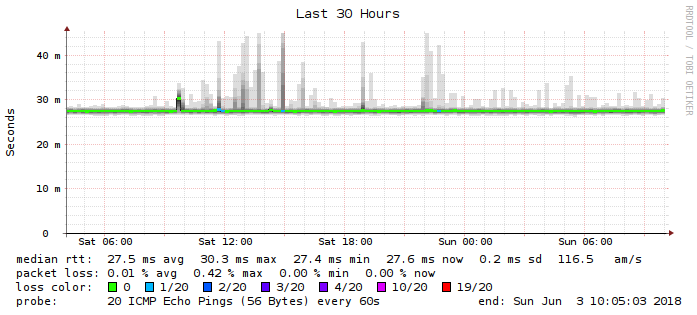 Last 30 Hours
RRDTOOL / TOBI OETIKER
Seconds
40 m
30 m
20 m
10 m
0
Sat 06:00 Sat 12:00 Sat 18:00 Sun 00:00 Sun 06:00
median rtt: 27.5 ms avg 30.3 ms max 27.4 ms min 27.6 ms now 0.2 ms sd 116.5 am/s
packet loss: 0.01 % avg 0.42 % max 0.00 % min 0.00 % now
loss color: 0 1/20 2/20 3/20 4/20 10/20 19/20
probe: 20 ICMP Echo Pings (56 Bytes) every 60s end: Sun Jun 3 10:05:03 2018